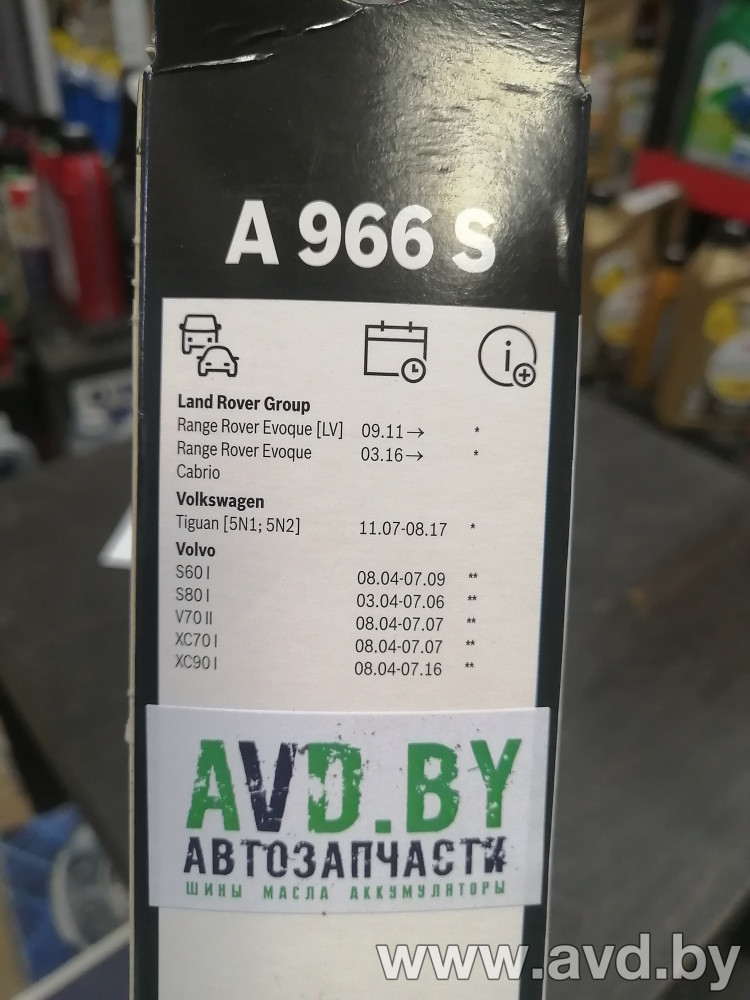 A 966 S
Land Rover Group
Range Rover Evoque [LV] 09.11→ *
Range Rover Evoque 03.16→ *
Cabrio
Volkswagen
Tiguan [5N1; 5N2] 11.07-08.17 *
Volvo
S60 I 08.04-07.09 **
S80 I 03.04-07.06 **
V70 II 08.04-07.07 **
XC70 I 08.04-07.07 **
XC90 I 08.04-07.16 **
AVD.BY
АВТОЗАПЧАСТИ
ШИНЫ МАСЛА АККУМУЛЯТОРЫ
www.avd.by